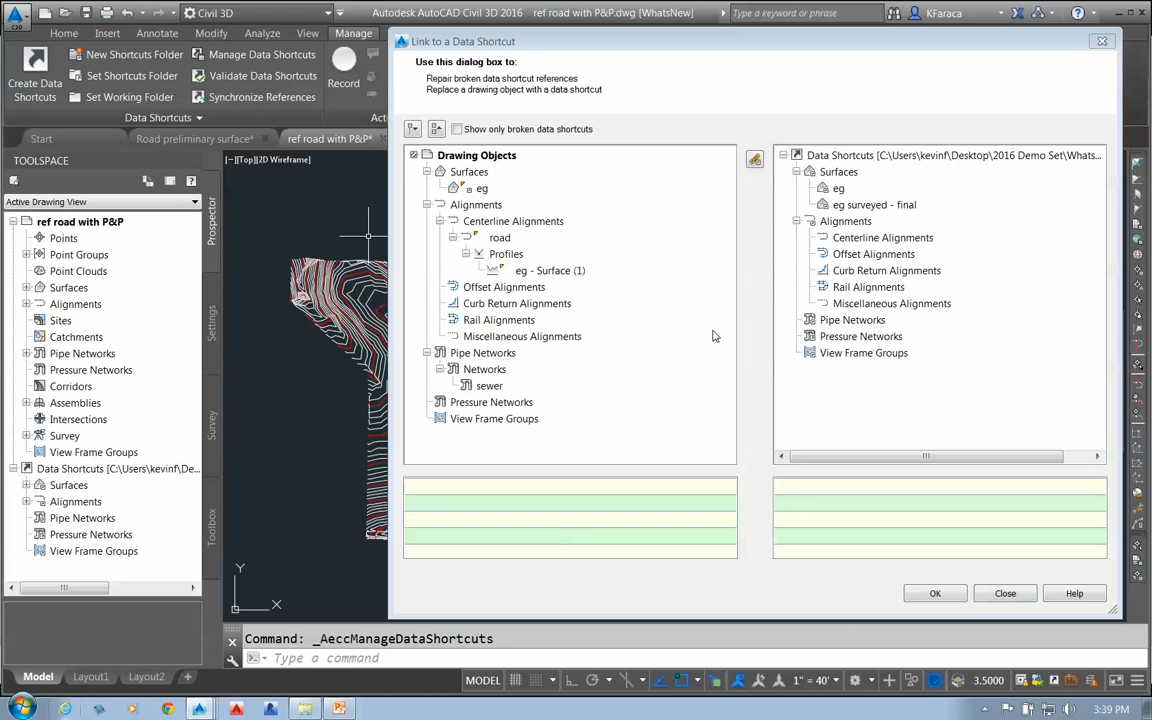 Civil 3D
Autodesk AutoCAD Civil 3D 2016 ref road with P&P.dwg [WhatsNew]
Type a keyword or phrase
KFaraca
C3D
Home Insert Annotate Modify Analyze View Manage
Create Data
Shortcuts
New Shortcuts Folder
Set Shortcuts Folder
Set Working Folder
Manage Data Shortcuts
Validate Data Shortcuts
Synchronize References
Record
Data Shortcuts
Start
Road preliminary surface*
ref road with P&P*
TOOLSPACE
Active Drawing View
ref road with P&P
Points
Point Groups
Point Clouds
Surfaces
Alignments
Sites
Catchments
Pipe Networks
Pressure Networks
Corridors
Assemblies
Intersections
Survey
View Frame Groups
Data Shortcuts [C:\Users\kevinf\De...
Surfaces
Alignments
Pipe Networks
Pressure Networks
View Frame Groups
Prospector
Settings
Survey
Toolbox
[−][Top][2D Wireframe]
Y
X
Link to a Data Shortcut
Use this dialog box to:
Repair broken data shortcut references
Replace a drawing object with a data shortcut
Show only broken data shortcuts
Drawing Objects
Surfaces
eg
Alignments
Centerline Alignments
road
Profiles
eg - Surface (1)
Offset Alignments
Curb Return Alignments
Rail Alignments
Miscellaneous Alignments
Pipe Networks
Networks
sewer
Pressure Networks
View Frame Groups
Data Shortcuts [C:\Users\kevinf\Desktop\2016 Demo Set\Whats...
Surfaces
eg
eg surveyed - final
Alignments
Centerline Alignments
Offset Alignments
Curb Return Alignments
Rail Alignments
Miscellaneous Alignments
Pipe Networks
Pressure Networks
View Frame Groups
OK
Close
Help
Command: _AeccManageDataShortcuts
Type a command
Model
Layout1
Layout2
MODEL
1" = 40'
3.5000
3:39 PM